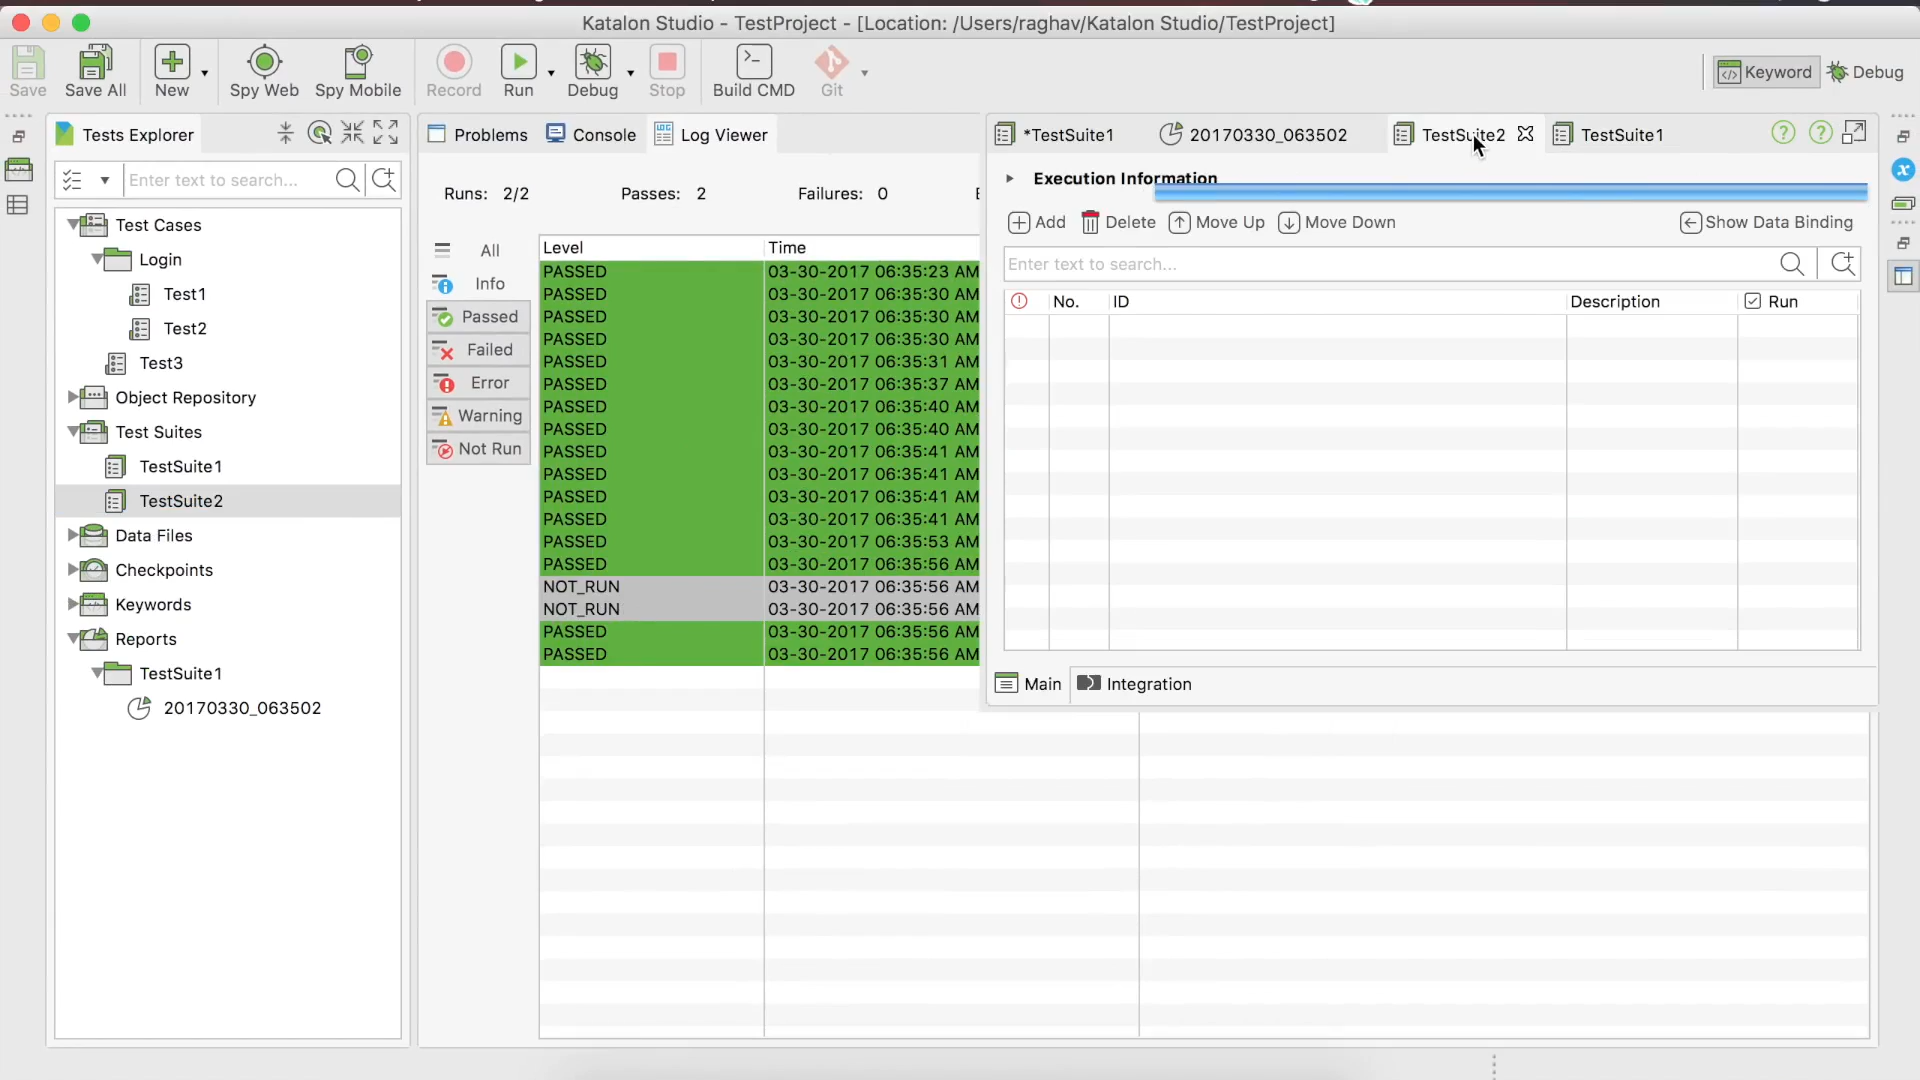 Katalon Studio - TestProject - [Location: /Users/raghav/Katalon Studio/TestProject]
Save
Save All
New
Spy Web
Spy Mobile
Record
Run
Debug
Stop
Build CMD
Git
Keyword
Debug
Tests Explorer
Enter text to search...
Test Cases
Login
Test1
Test2
Test3
Object Repository
Test Suites
TestSuite1
TestSuite2
Data Files
Checkpoints
Keywords
Reports
TestSuite1
20170330_063502
Problems
Console
Log Viewer
Runs: 2/2
Passes: 2
Failures: 0
All
Info
Passed
Failed
Error
Warning
Not Run
Level Time
PASSED 03-30-2017 06:35:23 AM
PASSED 03-30-2017 06:35:30 AM
PASSED 03-30-2017 06:35:30 AM
PASSED 03-30-2017 06:35:30 AM
PASSED 03-30-2017 06:35:31 AM
PASSED 03-30-2017 06:35:37 AM
PASSED 03-30-2017 06:35:40 AM
PASSED 03-30-2017 06:35:40 AM
PASSED 03-30-2017 06:35:41 AM
PASSED 03-30-2017 06:35:41 AM
PASSED 03-30-2017 06:35:41 AM
PASSED 03-30-2017 06:35:41 AM
PASSED 03-30-2017 06:35:53 AM
PASSED 03-30-2017 06:35:56 AM
NOT_RUN 03-30-2017 06:35:56 AM
NOT_RUN 03-30-2017 06:35:56 AM
PASSED 03-30-2017 06:35:56 AM
PASSED 03-30-2017 06:35:56 AM
*TestSuite1
20170330_063502
TestSuite2
TestSuite1
Execution Information
Add
Delete
Move Up
Move Down
Show Data Binding
Enter text to search...
No. ID Description Run
Main
Integration